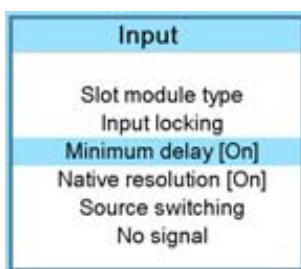 Input
Slot module type
Input locking
Minimum delay [On]
Native resolution [On]
Source switching
No signal